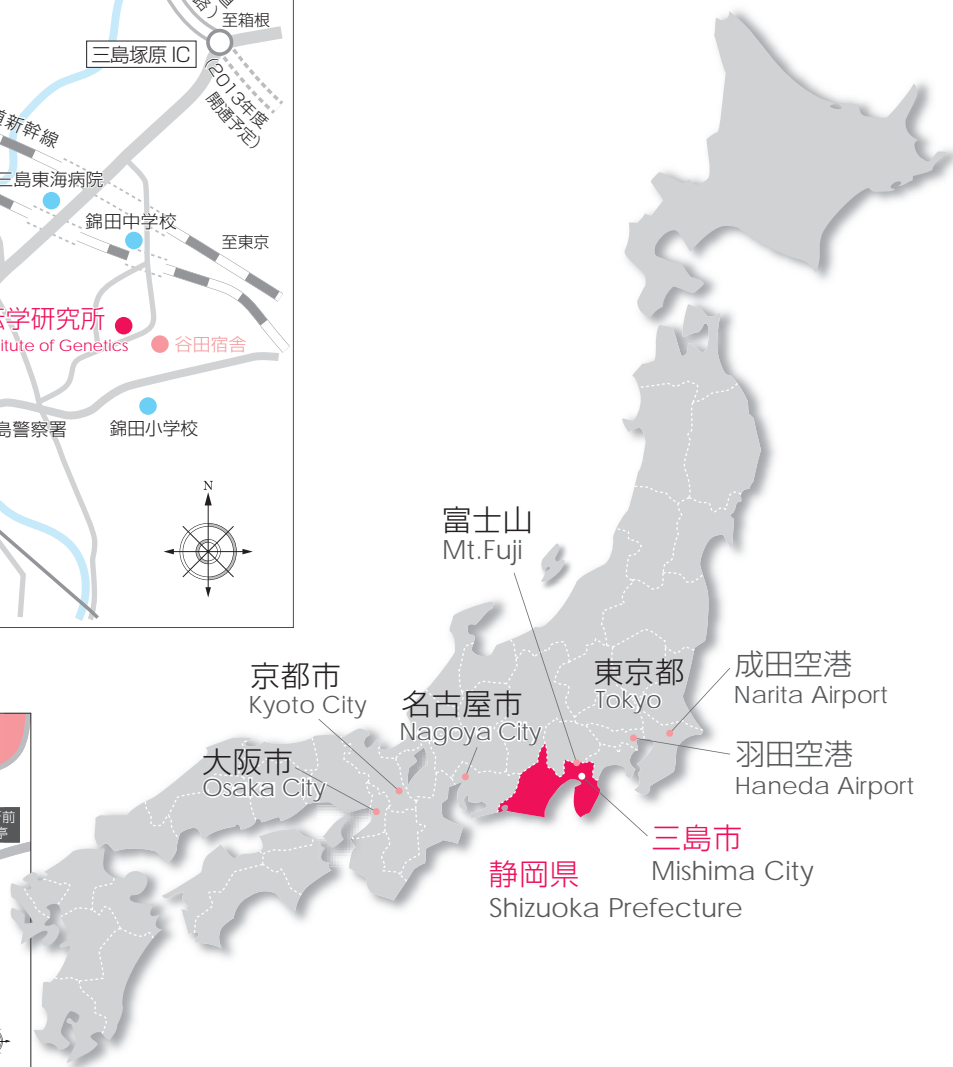 至箱根
三島塚原 IC
(2013年度
開通予定)
新幹線
三島東海病院
錦田中学校
至東京
学研究所
itute of Genetics
谷田宿舎
島警察署
錦田小学校
N
富士山
Mt.Fuji
京都市
Kyoto City
名古屋市
Nagoya City
東京都
Tokyo
成田空港
Narita Airport
大阪市
Osaka City
羽田空港
Haneda Airport
三島市
Mishima City
静岡県
Shizuoka Prefecture
前